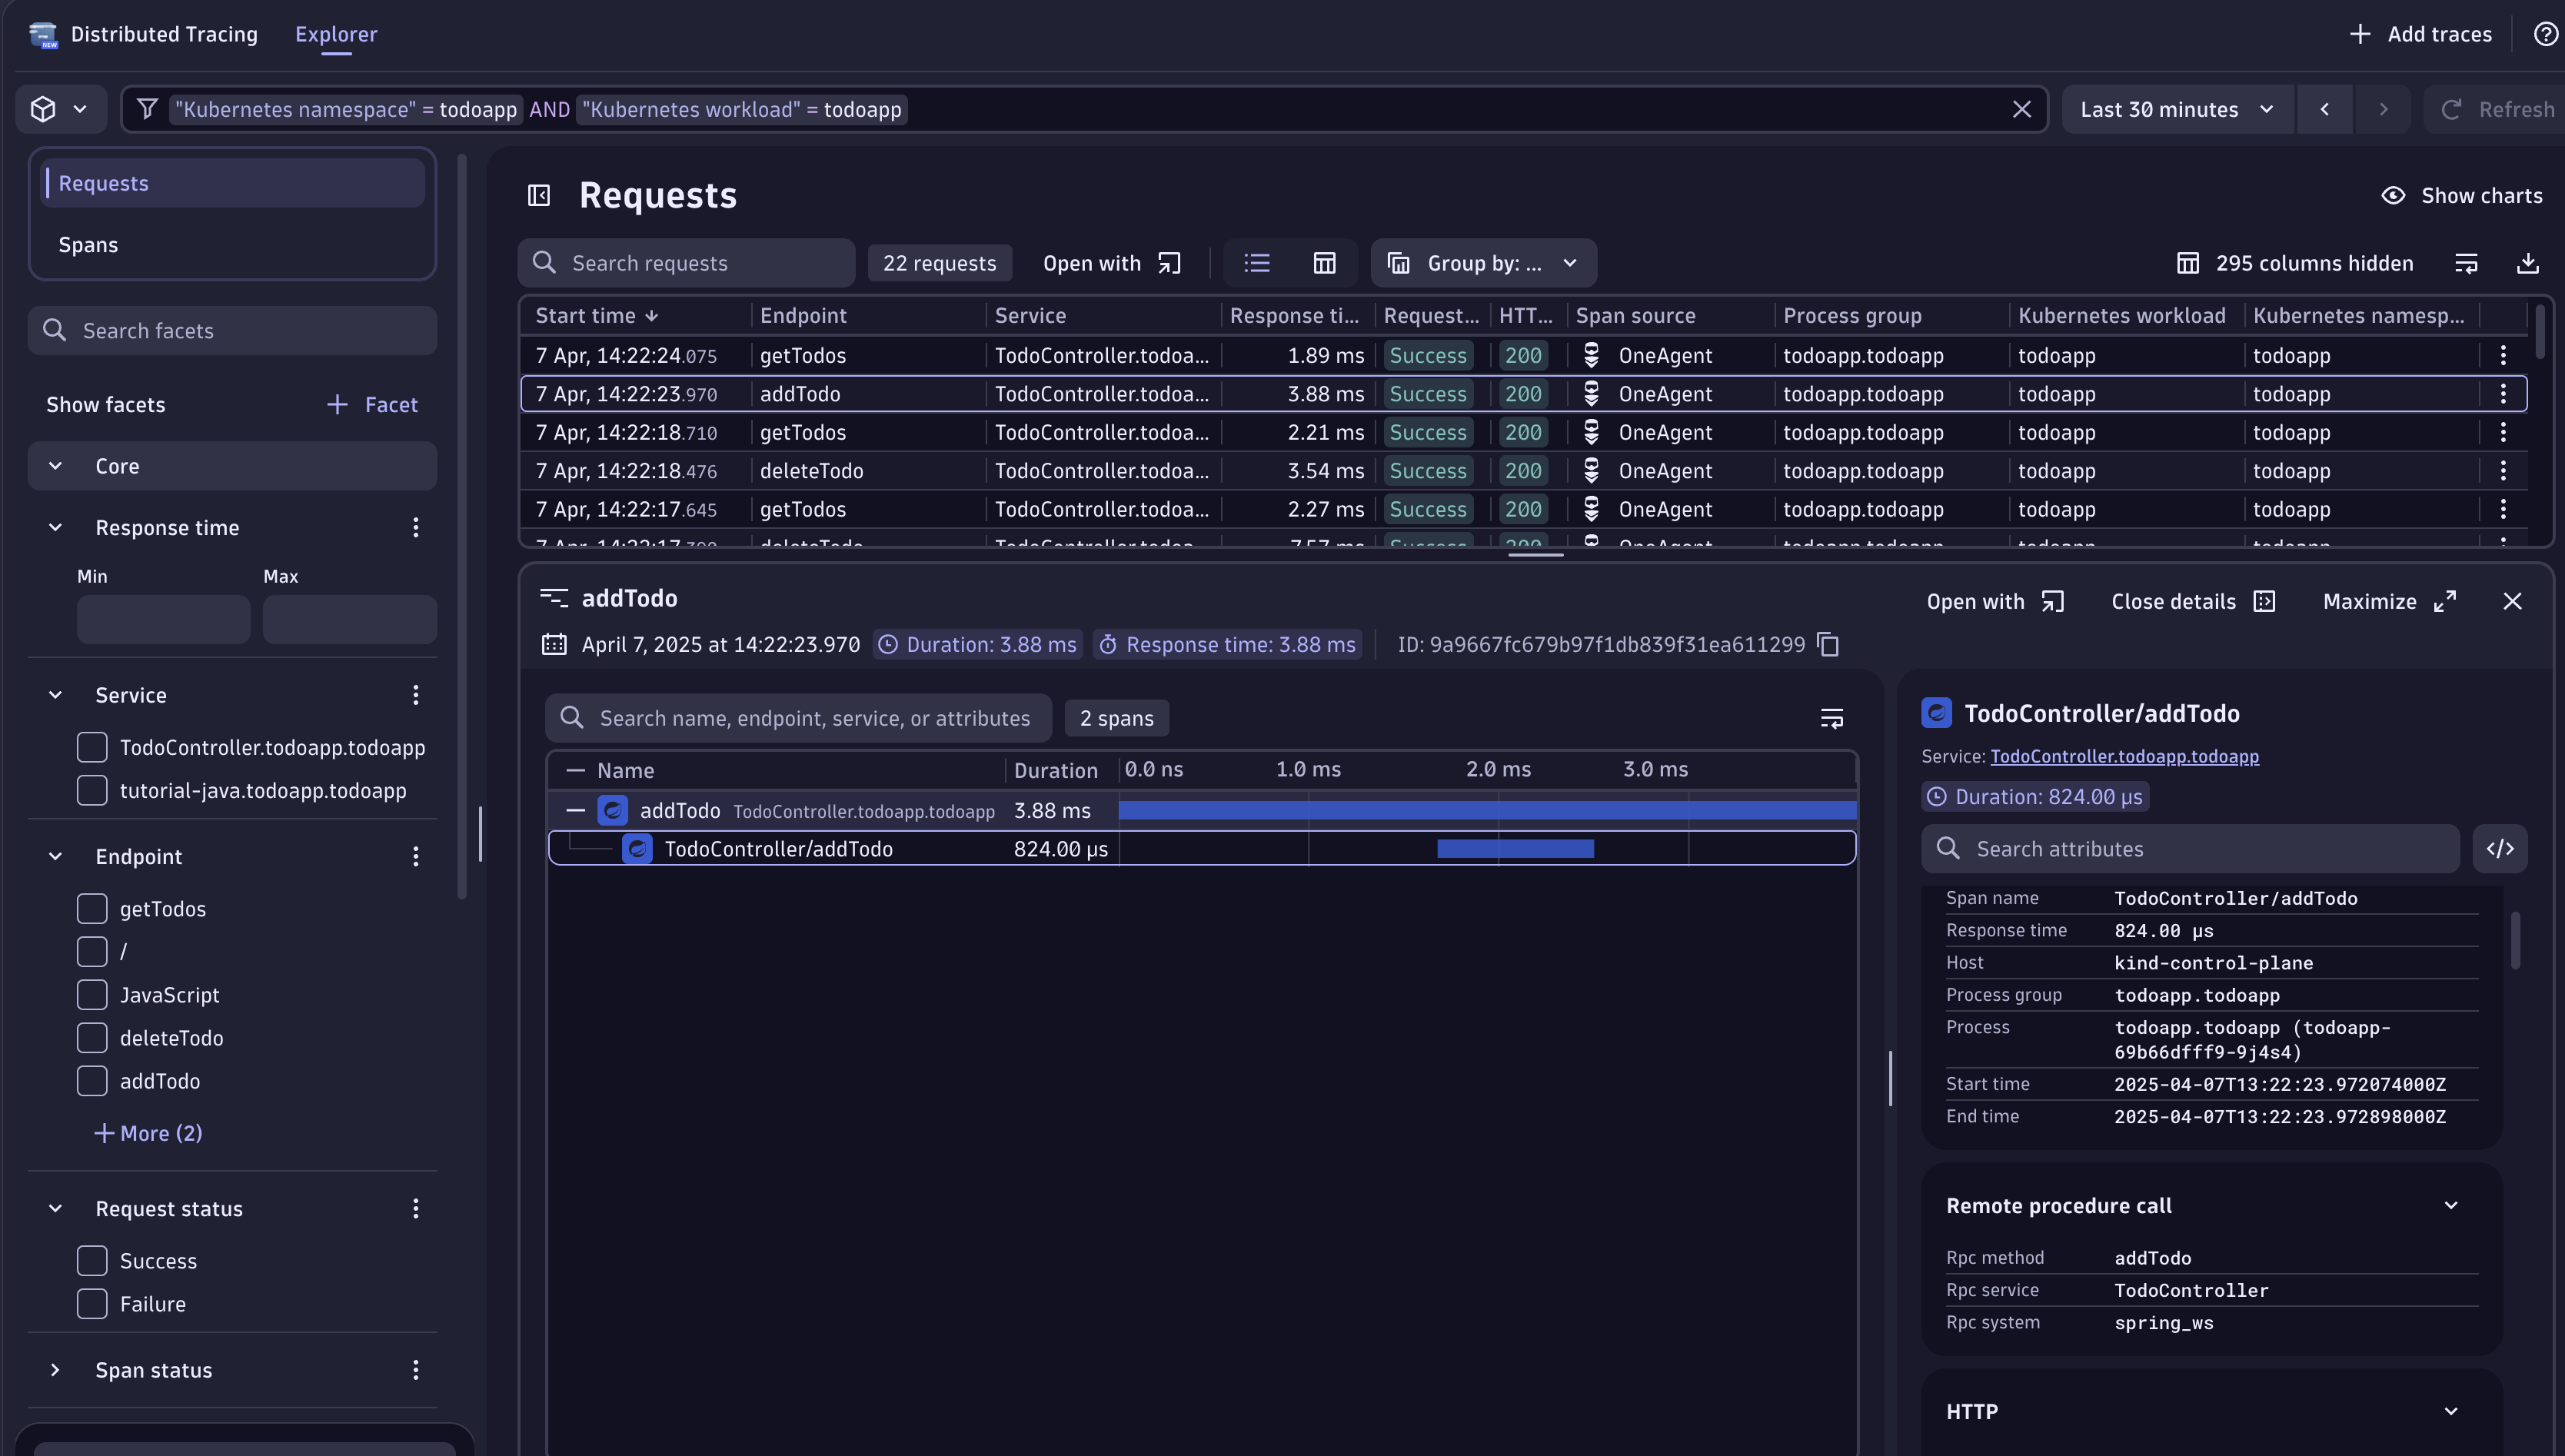 Distributed Tracing Explorer Add traces
NEW
"Kubernetes namespace" = todoapp AND "Kubernetes workload" = todoapp Last 30 minutes Refresh
Requests
Spans
Search facets
Show facets Facet
Core
Response time
Min Max
Service
TodoController.todoapp.todoapp
tutorial-java.todoapp.todoapp
Endpoint
getTodos
/
JavaScript
deleteTodo
addTodo
More (2)
Request status
Success
Failure
Span status
Requests Show charts
Search requests 22 requests Open with Group by: ... 295 columns hidden
Start time Endpoint Service Response ti... Request... HTT... Span source Process group Kubernetes workload Kubernetes namesp...
7 Apr, 14:22:24.075 getTodos TodoController.todoa... 1.89 ms Success 200 OneAgent todoapp.todoapp todoapp todoapp
7 Apr, 14:22:23.970 addTodo TodoController.todoa... 3.88 ms Success 200 OneAgent todoapp.todoapp todoapp todoapp
7 Apr, 14:22:18.710 getTodos TodoController.todoa... 2.21 ms Success 200 OneAgent todoapp.todoapp todoapp todoapp
7 Apr, 14:22:18.476 deleteTodo TodoController.todoa... 3.54 ms Success 200 OneAgent todoapp.todoapp todoapp todoapp
7 Apr, 14:22:17.645 getTodos TodoController.todoa... 2.27 ms Success 200 OneAgent todoapp.todoapp todoapp todoapp
deleteTodo TodoController.todoa... 7.57 ms Success 200 OneAgent todoapp.todoapp todoapp todoapp
addTodo Open with Close details Maximize
April 7, 2025 at 14:22:23.970 Duration: 3.88 ms Response time: 3.88 ms ID: 9a9667fc679b97f1db839f31ea611299
Search name, endpoint, service, or attributes 2 spans
Name Duration 0.0 ns 1.0 ms 2.0 ms 3.0 ms
addTodo TodoController.todoapp.todoapp 3.88 ms
TodoController/addTodo 824.00 µs
TodoController/addTodo
Service: TodoController.todoapp.todoapp
Duration: 824.00 µs
Search attributes
Span name TodoController/addTodo
Response time 824.00 µs
Host kind-control-plane
Process group todoapp.todoapp
Process todoapp.todoapp (todoapp-
69b66dfff9-9j4s4)
Start time 2025-04-07T13:22:23.972074000Z
End time 2025-04-07T13:22:23.972898000Z
Remote procedure call
Rpc method addTodo
Rpc service TodoController
Rpc system spring_ws
HTTP